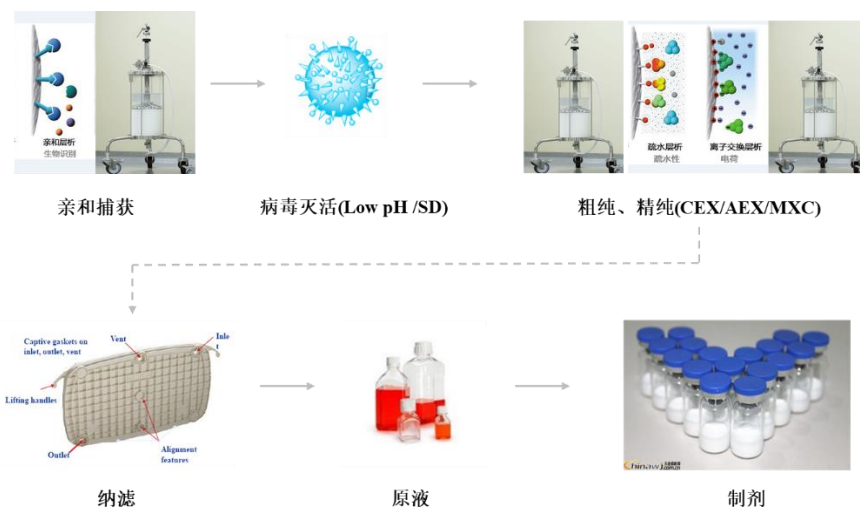 亲和层析
生物识别
疏水层析
疏水性
离子交换层析
电荷
亲和捕获
病毒灭活(Low pH /SD)
粗纯、精纯(CEX/AEX/MXC)
Captive gaskets on
inlet, outlet, vent
Vent
Inle
t
Lifting handles
Outlet
Alignment
features
纳滤
原液
制剂